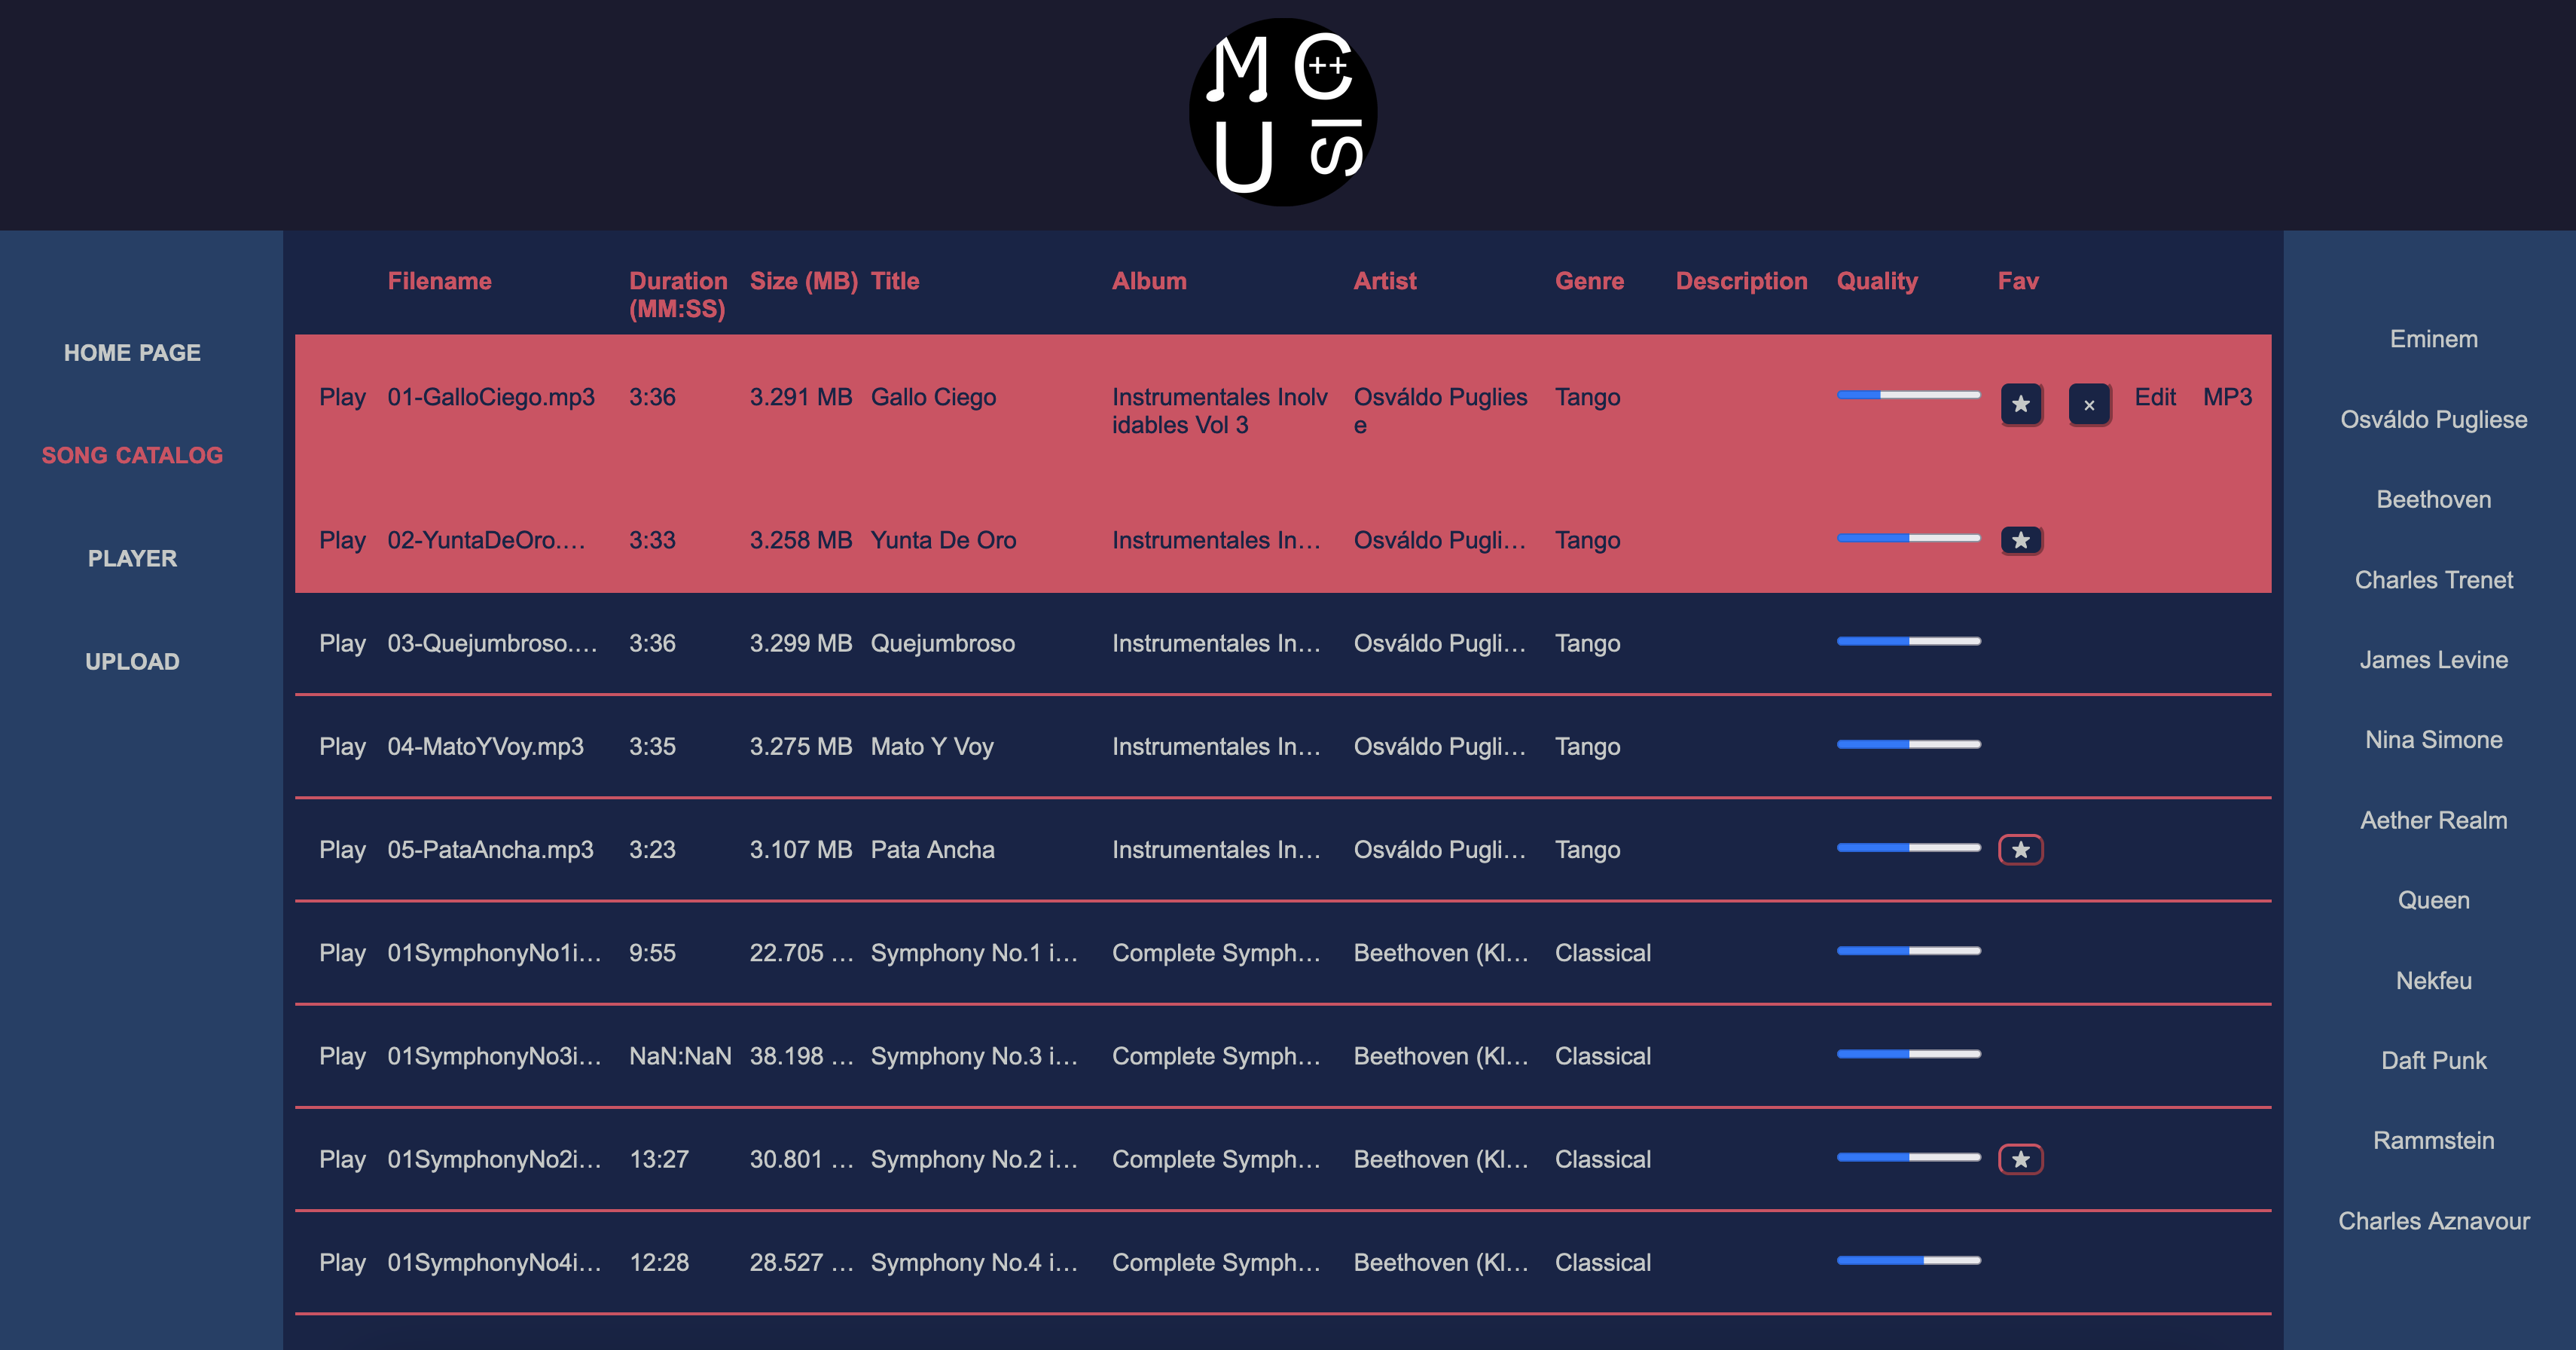 M C++
U SI
Filename Duration Size (MB) Title Album Artist Genre Description Quality Fav
(MM:SS)
HOME PAGE
SONG CATALOG
PLAYER
UPLOAD
Play 01-GalloCiego.mp3 3:36 3.291 MB Gallo Ciego Instrumentales Inolv Osváldo Puglies Tango ★ × Edit MP3
idables Vol 3 e
Play 02-YuntaDeOro.… 3:33 3.258 MB Yunta De Oro Instrumentales In… Osváldo Pugli… Tango ★
Play 03-Quejumbroso.… 3:36 3.299 MB Quejumbroso Instrumentales In… Osváldo Pugli… Tango
Play 04-MatoYVoy.mp3 3:35 3.275 MB Mato Y Voy Instrumentales In… Osváldo Pugli… Tango
Play 05-PataAncha.mp3 3:23 3.107 MB Pata Ancha Instrumentales In… Osváldo Pugli… Tango ★
Play 01SymphonyNo1i… 9:55 22.705 … Symphony No.1 i… Complete Symph… Beethoven (Kl… Classical
Play 01SymphonyNo3i… NaN:NaN 38.198 … Symphony No.3 i… Complete Symph… Beethoven (Kl… Classical
Play 01SymphonyNo2i… 13:27 30.801 … Symphony No.2 i… Complete Symph… Beethoven (Kl… Classical ★
Play 01SymphonyNo4i… 12:28 28.527 … Symphony No.4 i… Complete Symph… Beethoven (Kl… Classical
Eminem
Osváldo Pugliese
Beethoven
Charles Trenet
James Levine
Nina Simone
Aether Realm
Queen
Nekfeu
Daft Punk
Rammstein
Charles Aznavour